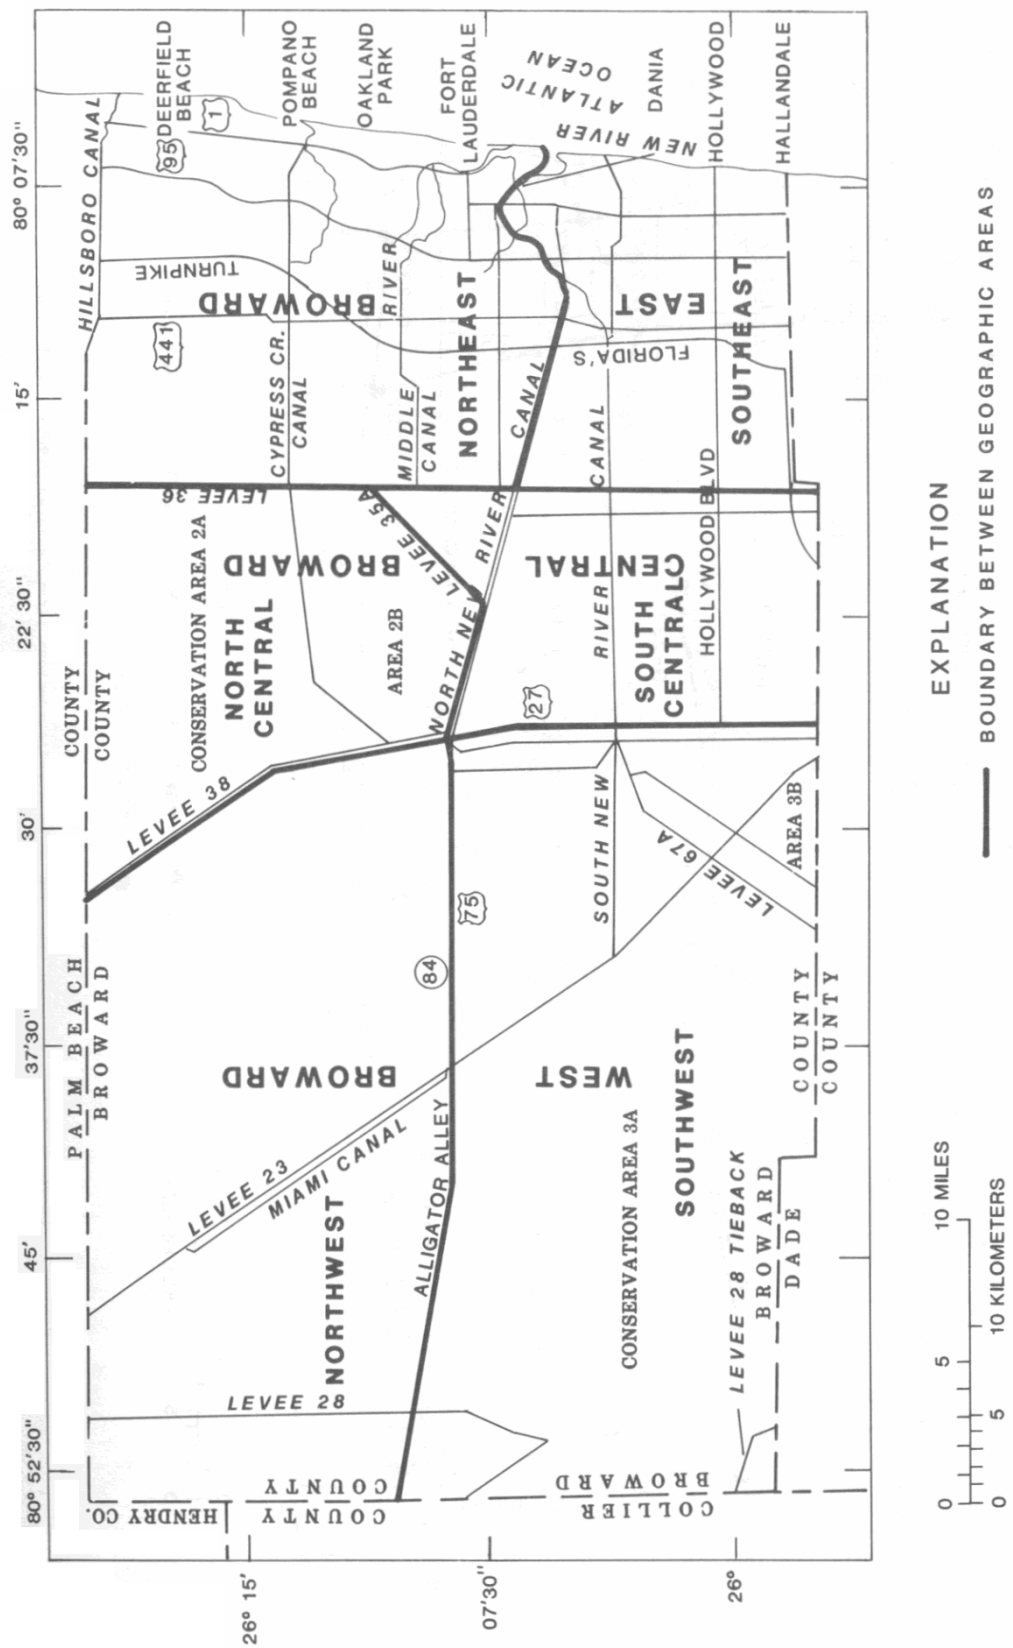 80° 52'30"
45'
37'30"
30'
22' 30"
15'
80° 07'30"
26° 15'
07'30"
26°
HENDRY CO.
COUNTY
COUNTY
COLLIER
BROWARD
PALM BEACH
BROWARD
COUNTY
COUNTY
LEVEE 28
LEVEE 23
MIAMI CANAL
NORTHWEST
ALLIGATOR ALLEY
84
75
BROWARD
WEST
SOUTHWEST
CONSERVATION AREA 3A
LEVEE 28 TIEBACK
BROWARD
DADE
COUNTY
COUNTY
LEVEE 38
CONSERVATION AREA 2A
NORTH
CENTRAL
BROWARD
AREA 2B
LEVEE 36
LEVEE 35A
NORTH NEW RIVER CANAL
27
SOUTH NEW RIVER CANAL
SOUTH
CENTRAL
CENTRAL
HOLLYWOOD BLVD
LEVEE 67A
AREA 3B
HILLSBORO CANAL
441
TURNPIKE
95
1
BROWARD
CYPRESS CR.
CANAL
MIDDLE RIVER
CANAL
NORTHEAST
EAST
FLORIDA'S
SOUTHEAST
NEW RIVER
ATLANTIC
OCEAN
DEERFIELD
BEACH
POMPANO
BEACH
OAKLAND
PARK
FORT
LAUDERDALE
DANIA
HOLLYWOOD
HALLANDALE
0 5 10 MILES
0 5 10 KILOMETERS
EXPLANATION
BOUNDARY BETWEEN GEOGRAPHIC AREAS